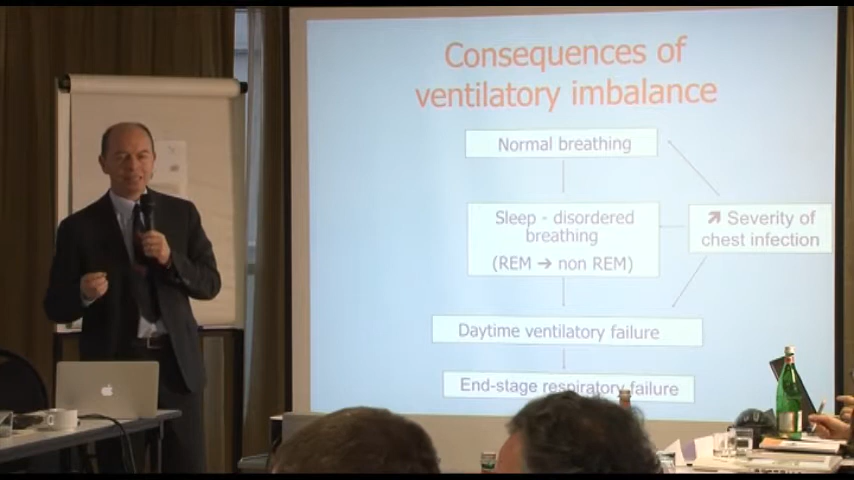 Consequences of
ventilatory imbalance
Normal breathing
Sleep - disordered
breathing
(REM ➔ non REM)
↗ Severity of
chest infection
Daytime ventilatory failure
End-stage respiratory failure